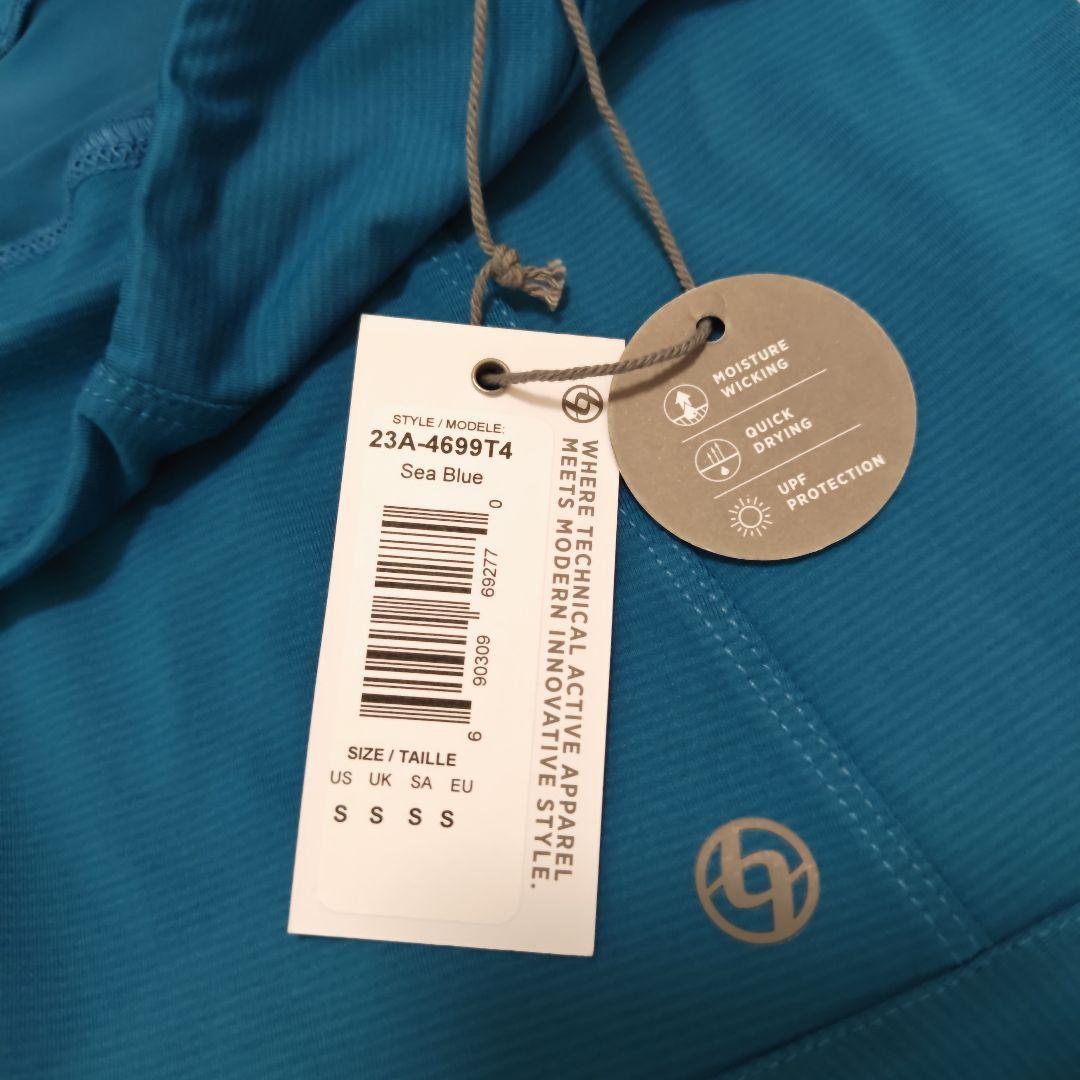 STYLE / MODELE:
23A-4699T4
Sea Blue
0 69277 90309 9
SIZE / TAILLE
US UK SA EU
S S S S
WHERE TECHNICAL ACTIVE APPAREL
MEETS MODERN INNOVATIVE STYLE.
MOISTURE
WICKING
QUICK
DRYING
UPF
PROTECTION